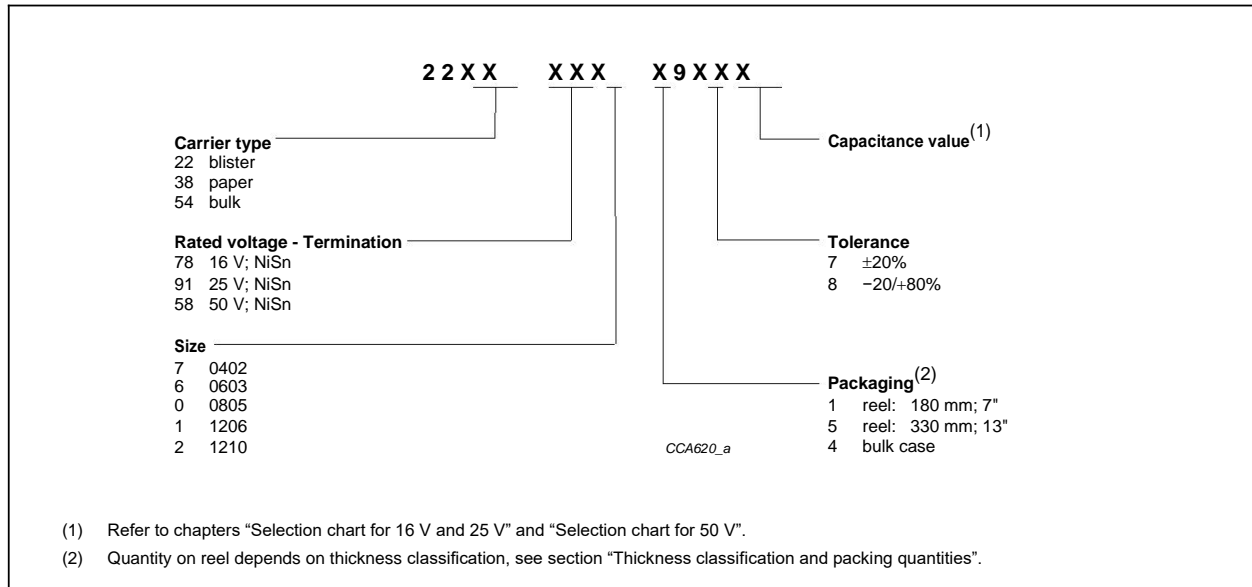 22XX XXX X9XXX
Carrier type
22 blister
38 paper
54 bulk
Rated voltage - Termination
78 16 V; NiSn
91 25 V; NiSn
58 50 V; NiSn
Size
7 0402
6 0603
0 0805
1 1206
2 1210
Capacitance value(1)
Tolerance
7 ±20%
8 −20/+80%
Packaging(2)
1 reel: 180 mm; 7"
5 reel: 330 mm; 13"
4 bulk case
CCA620_a
(1) Refer to chapters “Selection chart for 16 V and 25 V” and “Selection chart for 50 V”.
(2) Quantity on reel depends on thickness classification, see section “Thickness classification and packing quantities”.